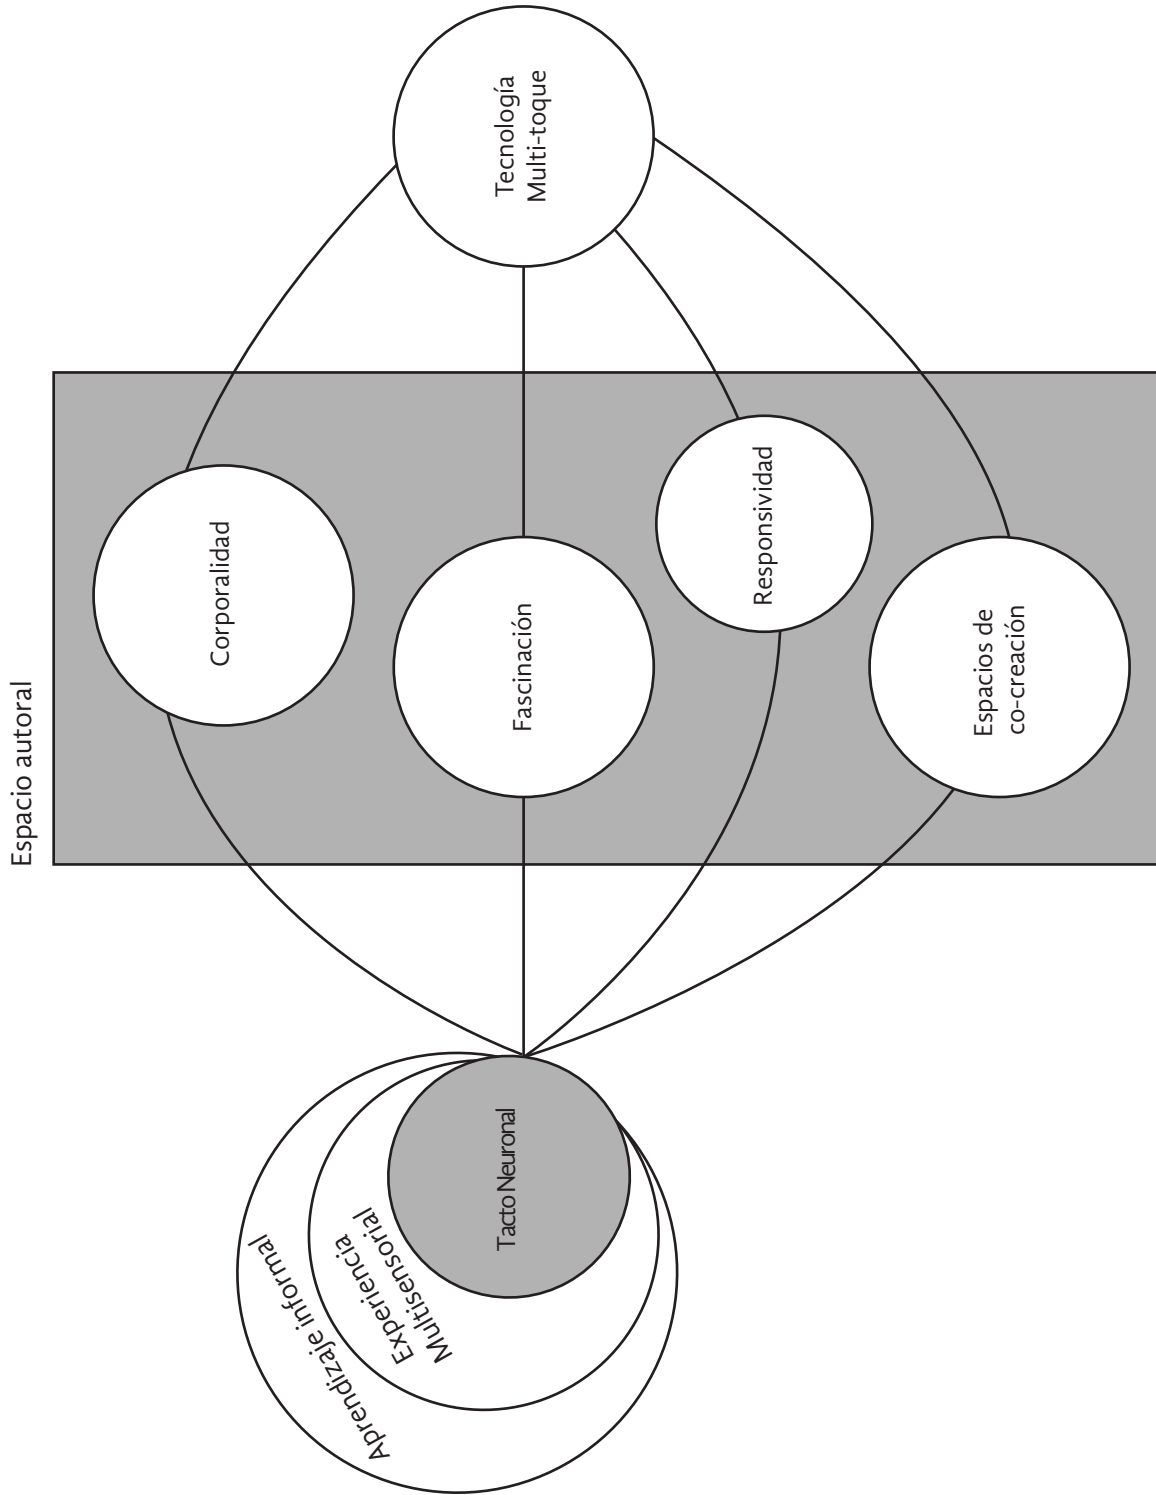 Espacio autoral
Aprendizaje informal
Experiencia
Multisensorial
Tacto Neuronal
Corporalidad
Fascinación
Responsividad
Espacios de
co-creación
Tecnología
Multi-toque